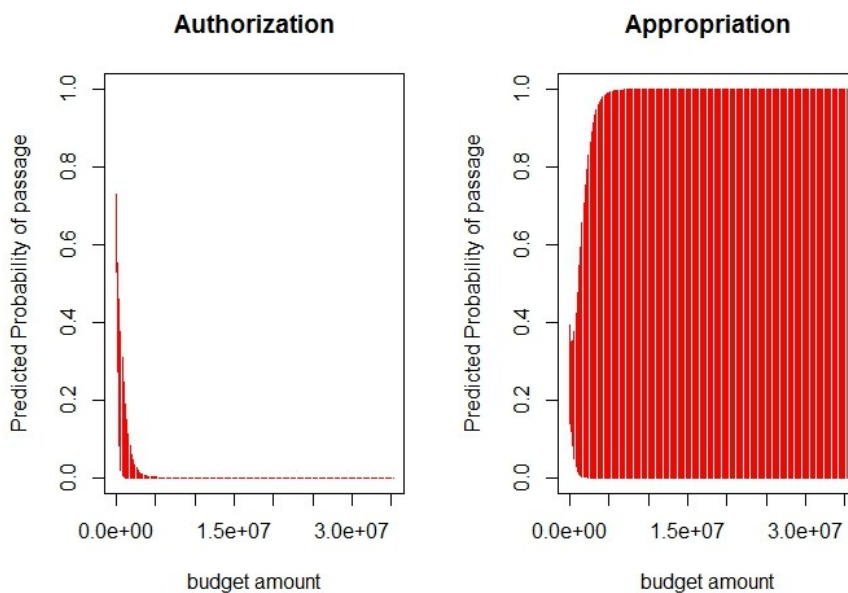 Authorization
Predicted Probability of passage
1.0
0.8
0.6
0.4
0.2
0.0
0.0e+00 1.5e+07 3.0e+07
budget amount
Appropriation
Predicted Probability of passage
1.0
0.8
0.6
0.4
0.2
0.0
0.0e+00 1.5e+07 3.0e+07
budget amount